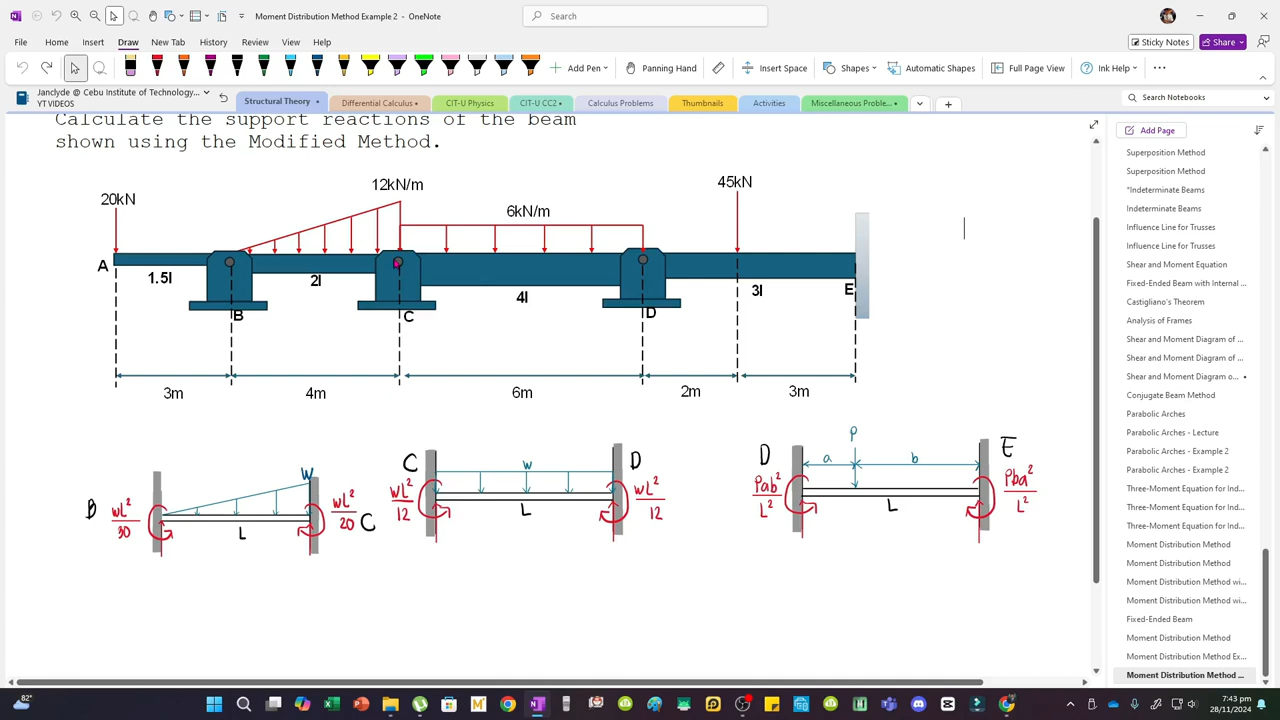 Moment Distribution Method Example 2 - OneNote
Search
File Home Insert Draw New Tab History Review View Help
Sticky Notes
Share
Add Pen
Panning Hand
Insert Space
Shapes
Automatic Shapes
Full Page View
Ink Help
Janclyde @ Cebu Institute of Technology...
YT VIDEOS
Structural Theory
Differential Calculus
CIT-U Physics
CIT-U CC2
Calculus Problems
Thumbnails
Activities
Miscellaneous Proble...
Search Notebooks
Add Page
Calculate the support reactions of the beam
shown using the Modified Method.
20kN
12kN/m
6kN/m
45kN
A
1.5I
B
2I
C
4I
D
3I
E
3m
4m
6m
2m
3m
B
wL²
30
L
W
wL²
20
C
C
wL²
12
w
L
D
wL²
12
D
Pab²
L²
a
P
b
L
E
Pba²
L²
Superposition Method
Superposition Method
*Indeterminate Beams
Indeterminate Beams
Influence Line for Trusses
Influence Line for Trusses
Shear and Moment Equation
Fixed-Ended Beam with Internal ...
Castigliano's Theorem
Analysis of Frames
Shear and Moment Diagram of ...
Shear and Moment Diagram of ...
Shear and Moment Diagram o...
Conjugate Beam Method
Parabolic Arches
Parabolic Arches - Lecture
Parabolic Arches - Example 2
Parabolic Arches - Example 2
Three-Moment Equation for Ind...
Three-Moment Equation for Ind...
Three-Moment Equation for Ind...
Moment Distribution Method
Moment Distribution Method
Moment Distribution Method wi...
Moment Distribution Method wi...
Fixed-Ended Beam
Moment Distribution Method
Moment Distribution Method Ex...
Moment Distribution Method ...
82°
7:43 pm
28/11/2024